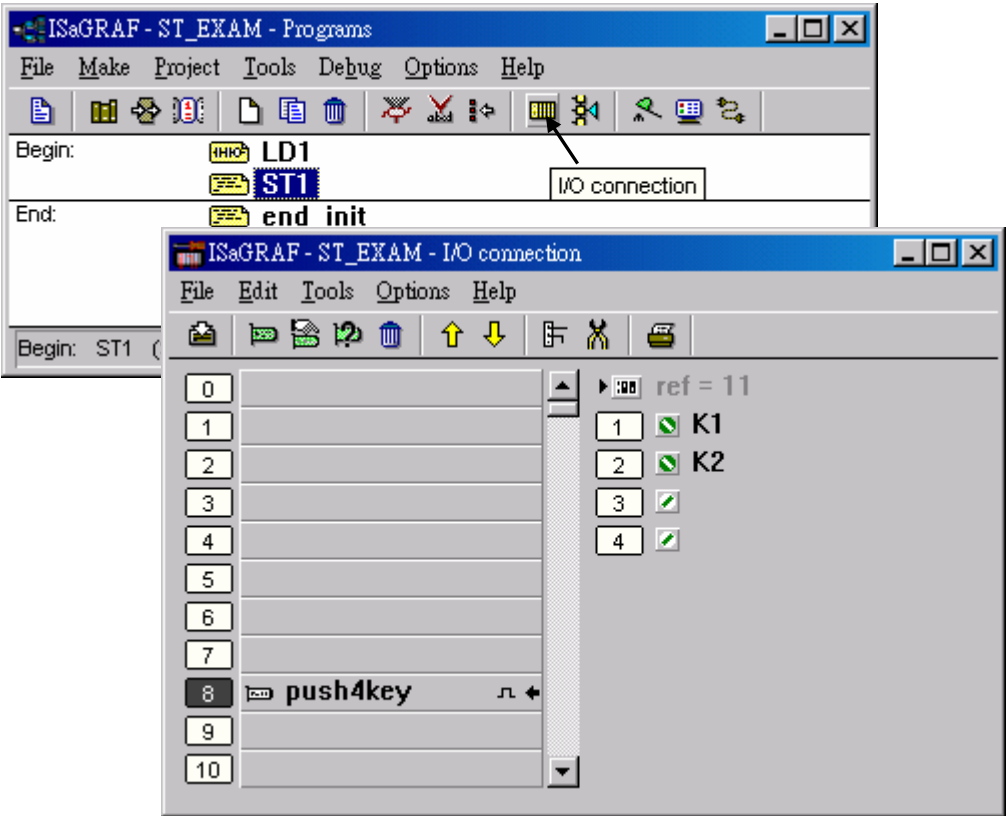 ISaGRAF - ST_EXAM - Programs
File Make Project Tools Debug Options Help
Begin: LD1
ST1
I/O connection
End: end_init
Begin: ST1 (
ISaGRAF - ST_EXAM - I/O connection
File Edit Tools Options Help
0
1
2
3
4
5
6
7
8 push4key
9
10
ref = 11
1 K1
2 K2
3
4